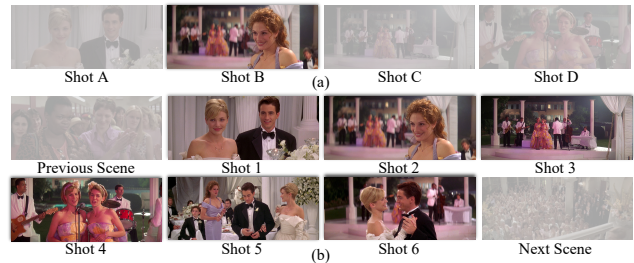 Shot A
Shot B
Shot C
Shot D
(a)
Previous Scene
Shot 1
Shot 2
Shot 3
Shot 4
Shot 5
Shot 6
Next Scene
(b)